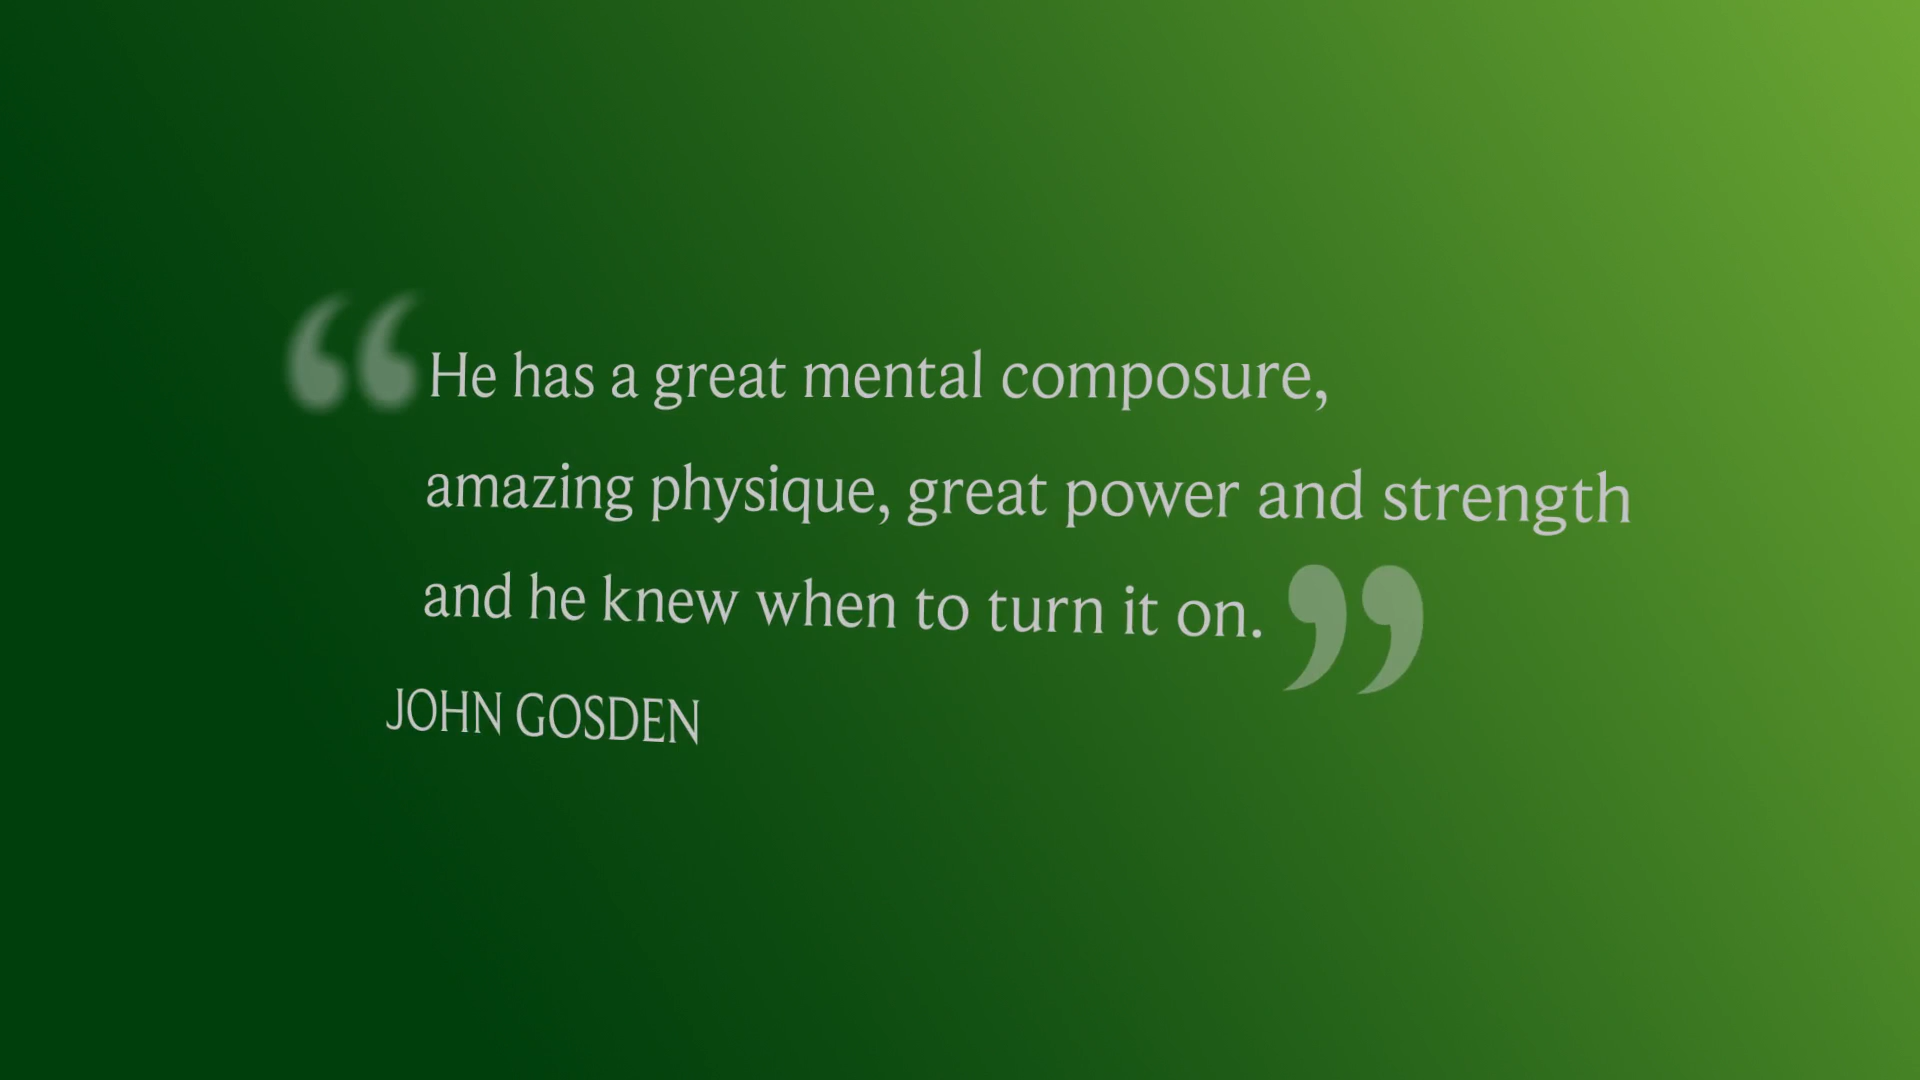 “He has a great mental composure,
amazing physique, great power and strength
and he knew when to turn it on.”
JOHN GOSDEN